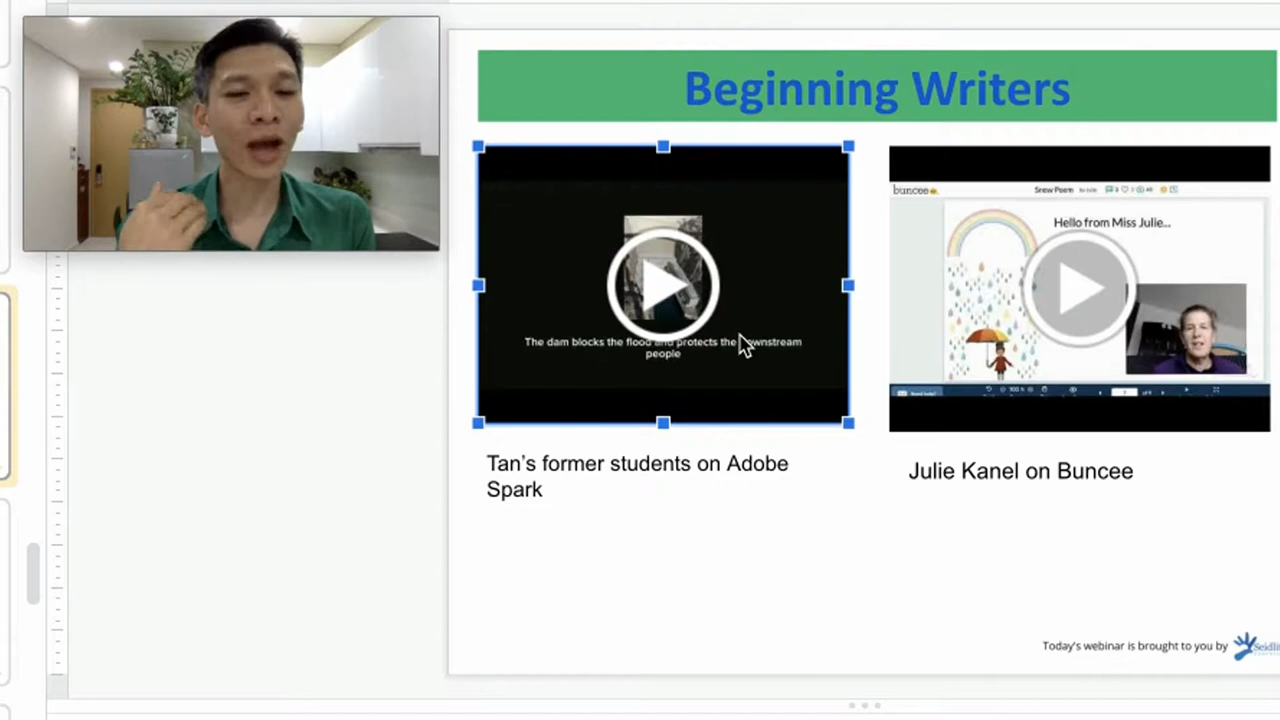 Beginning Writers
The dam blocks the flood and protects the downstream
people
buncee
Snow Poem
Hello from Miss Julie...
Tan's former students on Adobe
Spark
Julie Kanel on Buncee
Today's webinar is brought to you by